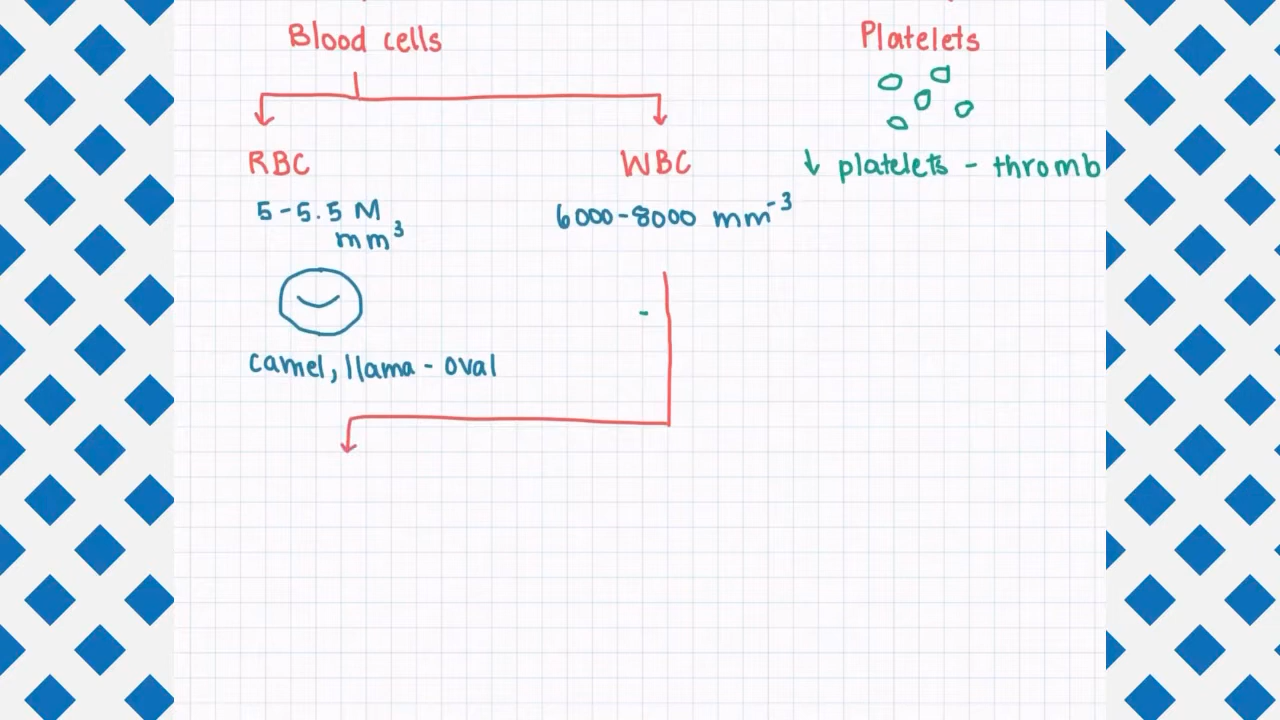 Blood cells
Platelets
RBC
WBC
↓ platelets - thromb
5-5.5 M
mm³
6000-8000 mm⁻³
camel, llama - oval